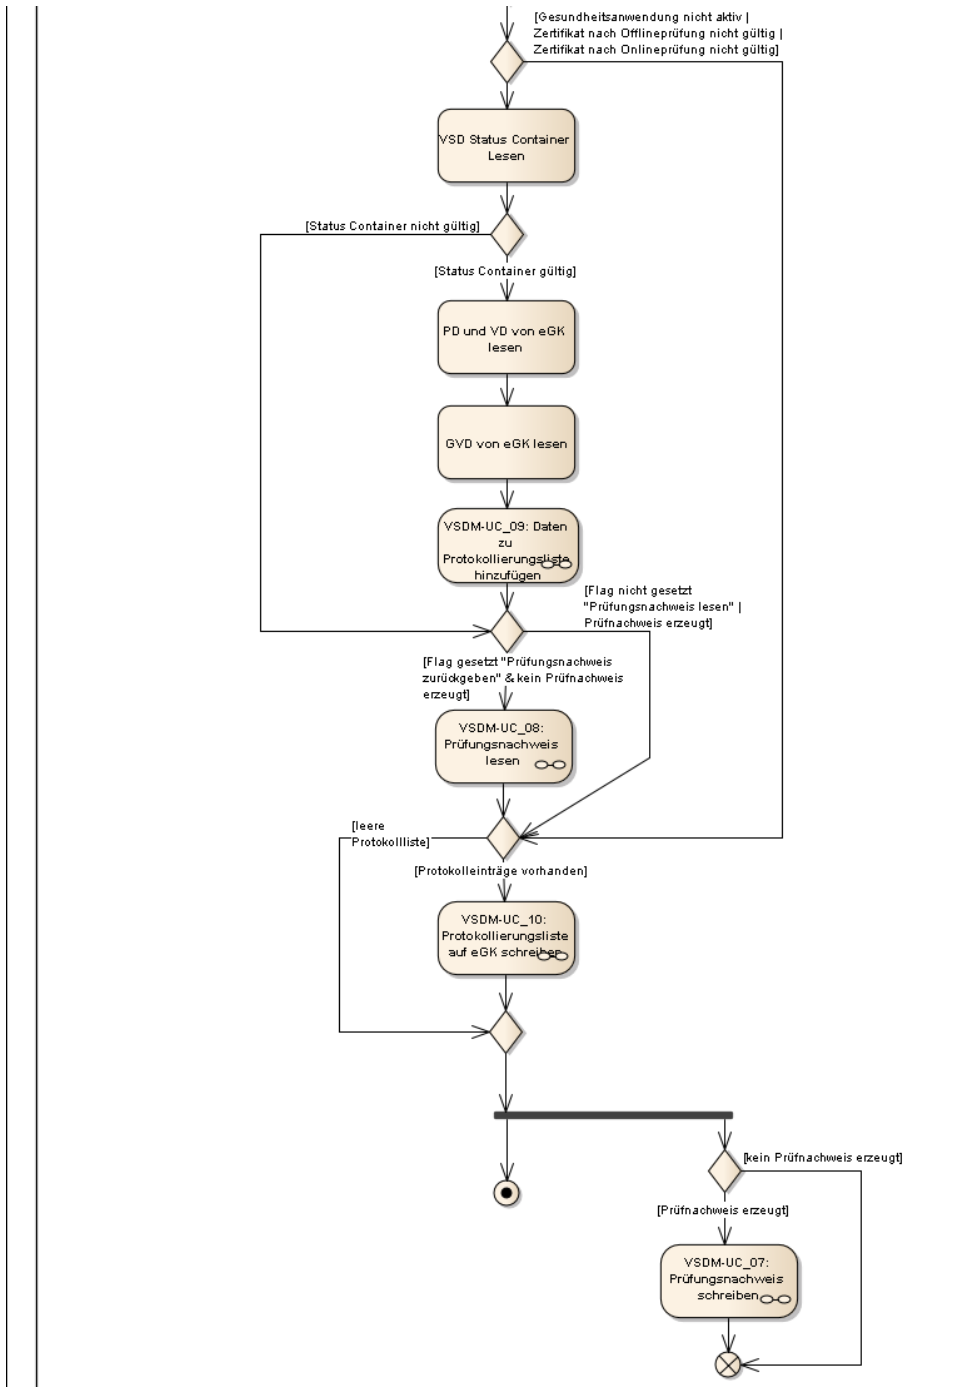 [Gesundheitsanwendung nicht aktiv |
Zertifikat nach Offlineprüfung nicht gültig |
Zertifikat nach Onlineprüfung nicht gültig]
VSD Status Container
Lesen
[Status Container nicht gültig]
[Status Container gültig]
PD und VD von eGK
lesen
GVD von eGK lesen
VSDM-UC_09: Daten
zu
Protokollierungsliste
hinzufügen
[Flag nicht gesetzt
"Prüfungsnachweis lesen" |
Prüfnachweis erzeugt]
[Flag gesetzt "Prüfungsnachweis
zurückgeben" & kein Prüfnachweis
erzeugt]
VSDM-UC_08:
Prüfungsnachweis
lesen
[leere
Protokollliste]
[Protokolleinträge vorhanden]
VSDM-UC_10:
Protokollierungsliste
auf eGK schreiben
[kein Prüfnachweis erzeugt]
[Prüfnachweis erzeugt]
VSDM-UC_07:
Prüfungsnachweis
schreiben